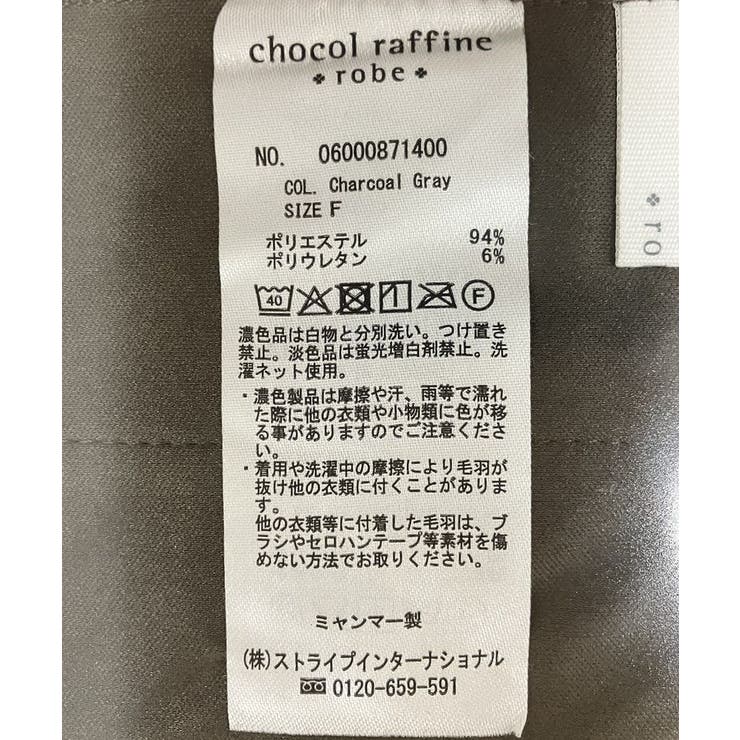 chocol raffine
robe
NO. 06000871400
COL. Charcoal Gray
SIZE F
ポリエステル 94%
ポリウレタン 6%
40
F
濃色品は白物と分別洗い。つけ置き
禁止。淡色品は蛍光増白剤禁止。洗
濯ネット使用。
・濃色製品は摩擦や汗、雨等で濡れ
た際に他の衣類や小物類に色が移
る事がありますのでご注意くださ
い。
・着用や洗濯中の摩擦により毛羽が
抜け他の衣類に付くことがありま
す。
他の衣類等に付着した毛羽は、ブ
ラシやセロハンテープ等素材を傷
めない方法でお取りください。
ミャンマー製
(株)ストライプインターナショナル
0120-659-591
ro